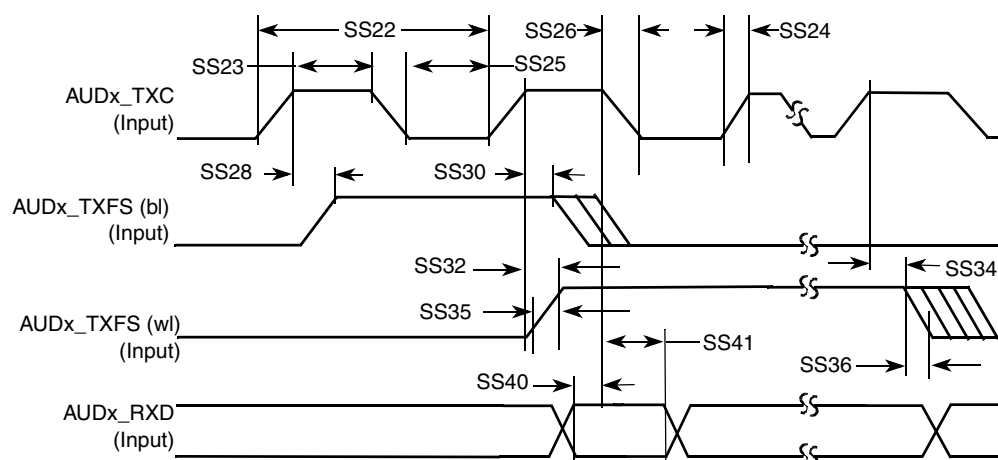 SS22
SS26
SS24
SS23
SS25
AUDx_TXC
(Input)
SS28
SS30
AUDx_TXFS (bl)
(Input)
SS32
SS34
SS35
AUDx_TXFS (wl)
(Input)
SS41
SS36
SS40
AUDx_RXD
(Input)